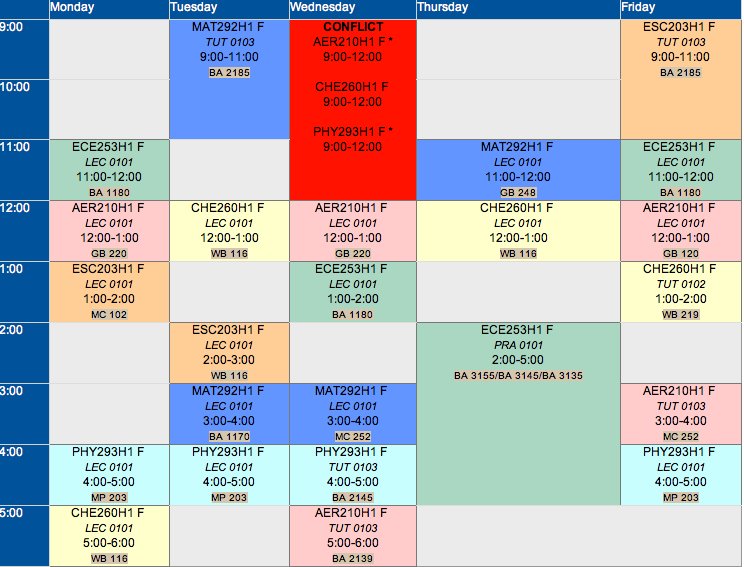 Monday Tuesday Wednesday Thursday Friday
9:00
MAT292H1 F
TUT 0103
9:00-11:00
BA 2185
CONFLICT
AER210H1 F *
9:00-12:00
CHE260H1 F
9:00-12:00
PHY293H1 F *
9:00-12:00
ESC203H1 F
TUT 0103
9:00-11:00
BA 2185
10:00
11:00
ECE253H1 F
LEC 0101
11:00-12:00
BA 1180
MAT292H1 F
LEC 0101
11:00-12:00
GB 248
ECE253H1 F
LEC 0101
11:00-12:00
BA 1180
12:00
AER210H1 F
LEC 0101
12:00-1:00
GB 220
CHE260H1 F
LEC 0101
12:00-1:00
WB 116
AER210H1 F
LEC 0101
12:00-1:00
GB 220
CHE260H1 F
LEC 0101
12:00-1:00
WB 116
AER210H1 F
LEC 0101
12:00-1:00
GB 120
1:00
ESC203H1 F
LEC 0101
1:00-2:00
MC 102
ECE253H1 F
LEC 0101
1:00-2:00
BA 1180
CHE260H1 F
TUT 0102
1:00-2:00
WB 219
2:00
ESC203H1 F
LEC 0101
2:00-3:00
WB 116
ECE253H1 F
PRA 0101
2:00-5:00
BA 3155/BA 3145/BA 3135
3:00
MAT292H1 F
LEC 0101
3:00-4:00
BA 1170
MAT292H1 F
LEC 0101
3:00-4:00
MC 252
AER210H1 F
TUT 0103
3:00-4:00
MC 252
4:00
PHY293H1 F
LEC 0101
4:00-5:00
MP 203
PHY293H1 F
LEC 0101
4:00-5:00
MP 203
PHY293H1 F
TUT 0103
4:00-5:00
BA 2145
PHY293H1 F
LEC 0101
4:00-5:00
MP 203
5:00
CHE260H1 F
LEC 0101
5:00-6:00
WB 116
AER210H1 F
TUT 0103
5:00-6:00
BA 2139